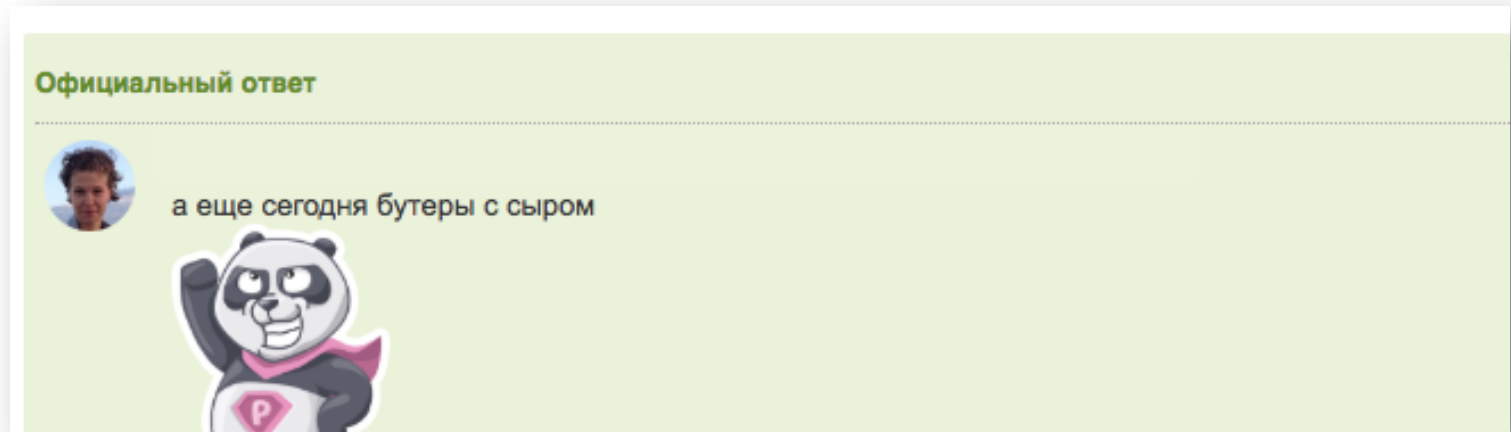 Официальный ответ
а еще сегодня бутеры с сыром
P